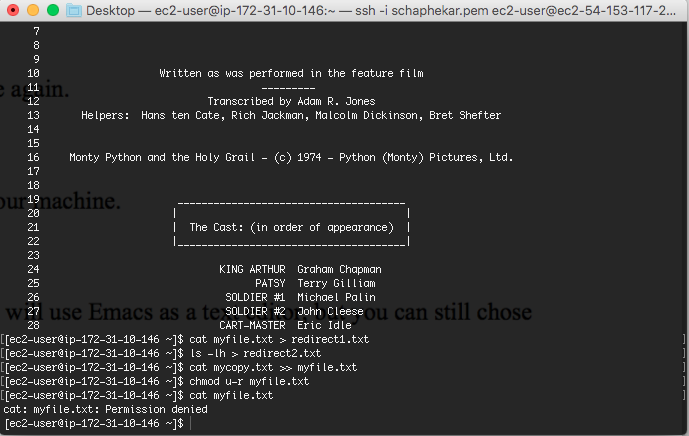 Desktop — ec2-user@ip-172-31-10-146:~ — ssh -i schaphekar.pem ec2-user@ec2-54-153-117-2...
7
8
9
10 Written as was performed in the feature film
11 ---------
12 Transcribed by Adam R. Jones
13 Helpers: Hans ten Cate, Rich Jackman, Malcolm Dickinson, Bret Shefter
14
15
16 Monty Python and the Holy Grail - (c) 1974 - Python (Monty) Pictures, Ltd.
17
18
19 ______________________________________
20 | |
21 | The Cast: (in order of appearance) |
22 |______________________________________|
23
24 KING ARTHUR Graham Chapman
25 PATSY Terry Gilliam
26 SOLDIER #1 Michael Palin
27 SOLDIER #2 John Cleese
28 CART-MASTER Eric Idle
[[ec2-user@ip-172-31-10-146 ~]$ cat myfile.txt > redirect1.txt ]
[[ec2-user@ip-172-31-10-146 ~]$ ls -lh > redirect2.txt ]
[[ec2-user@ip-172-31-10-146 ~]$ cat mycopy.txt >> myfile.txt ]
[[ec2-user@ip-172-31-10-146 ~]$ chmod u-r myfile.txt ]
[[ec2-user@ip-172-31-10-146 ~]$ cat myfile.txt ]
cat: myfile.txt: Permission denied
[ec2-user@ip-172-31-10-146 ~]$
e again.
our machine.
will use Emacs as a text you can still chose